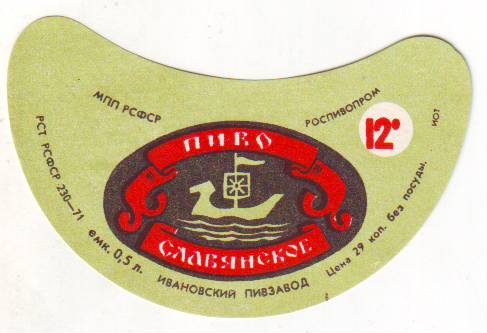 МПП РСФСР
РОСПИВОПРОМ
ПИВО
12°
РСТ РСФСР 230—71
СЛАВЯНСКОЕ
емк. 0,5 л.
ИВАНОВСКИЙ ПИВЗАВОД
Цена 29 коп. без посуды.